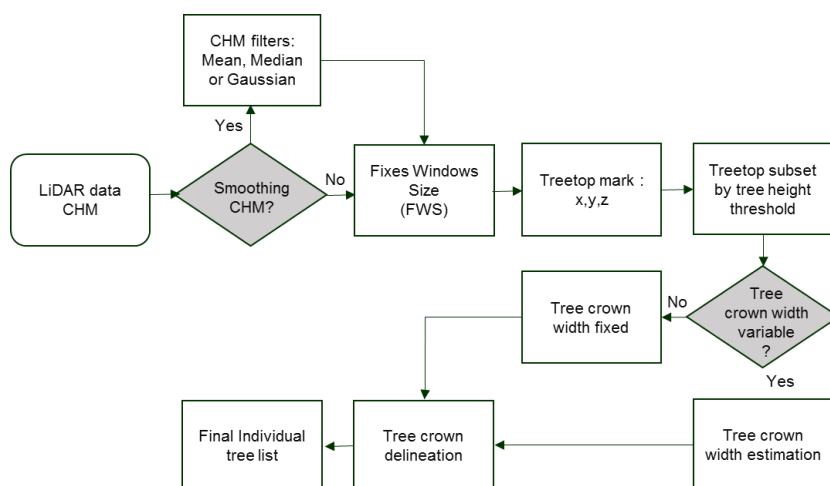 CHM filters:
Mean, Median
or Gaussian
Yes
LiDAR data
CHM
Smoothing
CHM?
No
Fixes Windows
Size
(FWS)
Treetop mark :
x,y,z
Treetop subset
by tree height
threshold
Tree
crown width
variable
?
No
Yes
Tree crown
width fixed
Final Individual
tree list
Tree crown
delineation
Tree crown
width estimation